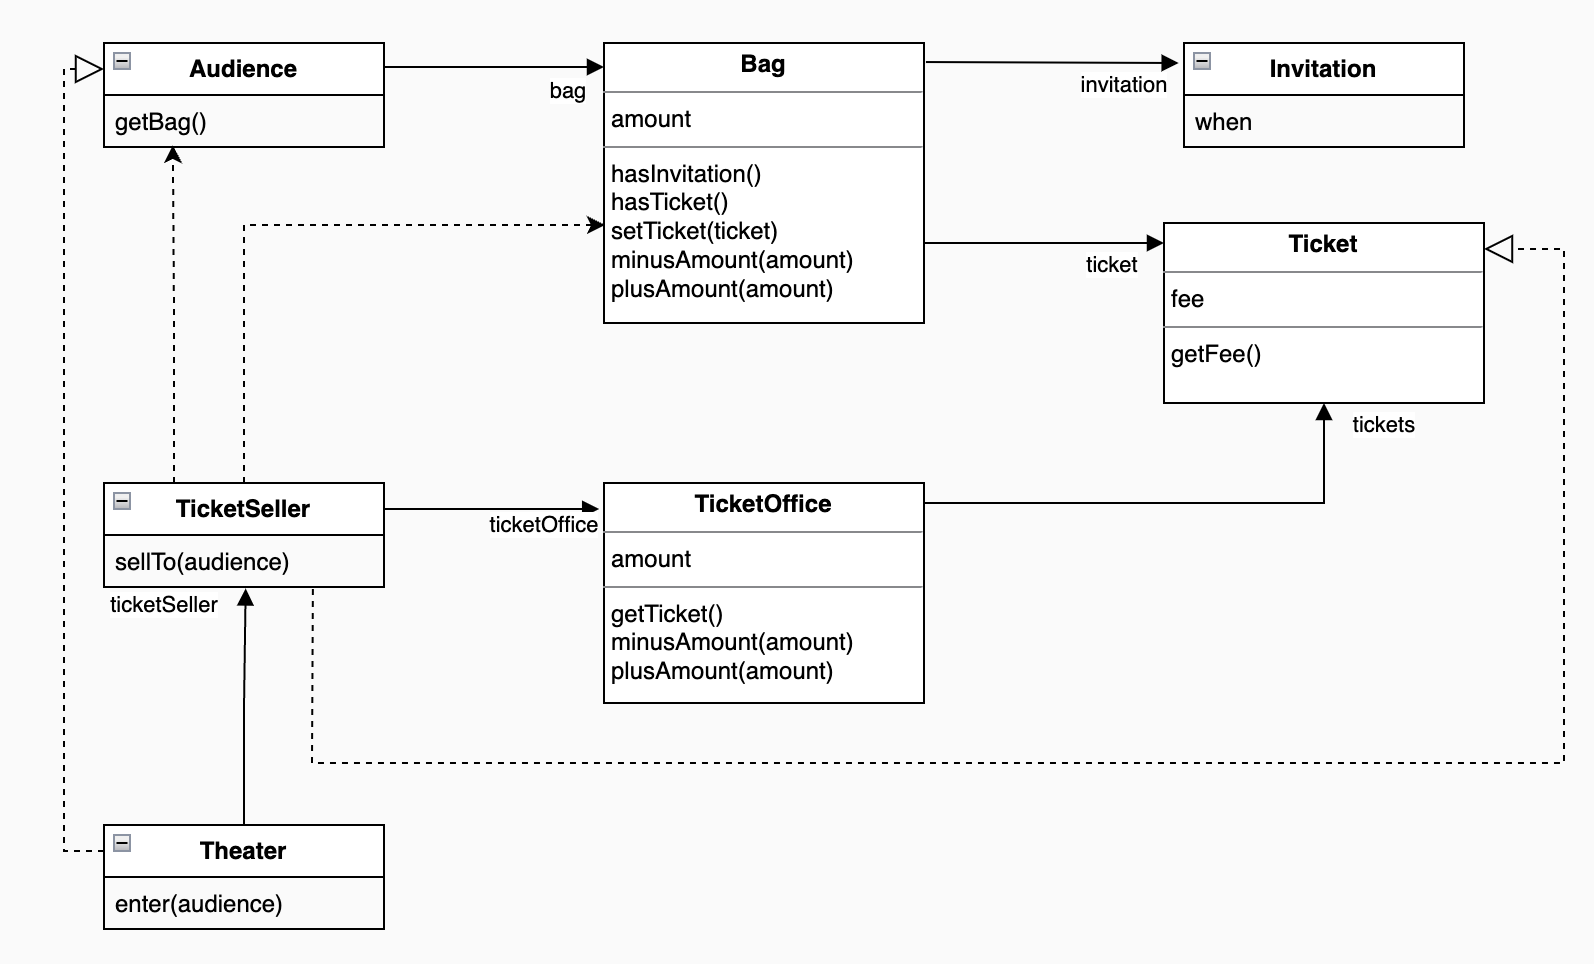 Audience
getBag()
bag
Bag
amount
hasInvitation()
hasTicket()
setTicket(ticket)
minusAmount(amount)
plusAmount(amount)
invitation
Invitation
when
ticket
Ticket
fee
getFee()
tickets
TicketSeller
sellTo(audience)
ticketSeller
ticketOffice
TicketOffice
amount
getTicket()
minusAmount(amount)
plusAmount(amount)
Theater
enter(audience)